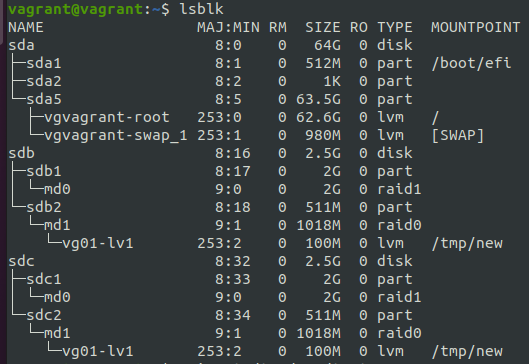 vagrant@vagrant:~$ lsblk
NAME                 MAJ:MIN RM  SIZE RO TYPE  MOUNTPOINT
sda                    8:0    0   64G  0 disk
├─sda1                 8:1    0  512M  0 part  /boot/efi
├─sda2                 8:2    0    1K  0 part
└─sda5                 8:5    0 63.5G  0 part
  ├─vgvagrant-root   253:0    0 62.6G  0 lvm   /
  └─vgvagrant-swap_1 253:1    0  980M  0 lvm   [SWAP]
sdb                    8:16   0  2.5G  0 disk
├─sdb1                 8:17   0    2G  0 part
│ └─md0                9:0    0    2G  0 raid1
└─sdb2                 8:18   0  511M  0 part
  └─md1                9:1    0 1018M  0 raid0
    └─vg01-lv1       253:2    0  100M  0 lvm   /tmp/new
sdc                    8:32   0  2.5G  0 disk
├─sdc1                 8:33   0    2G  0 part
│ └─md0                9:0    0    2G  0 raid1
└─sdc2                 8:34   0  511M  0 part
  └─md1                9:1    0 1018M  0 raid0
    └─vg01-lv1       253:2    0  100M  0 lvm   /tmp/new